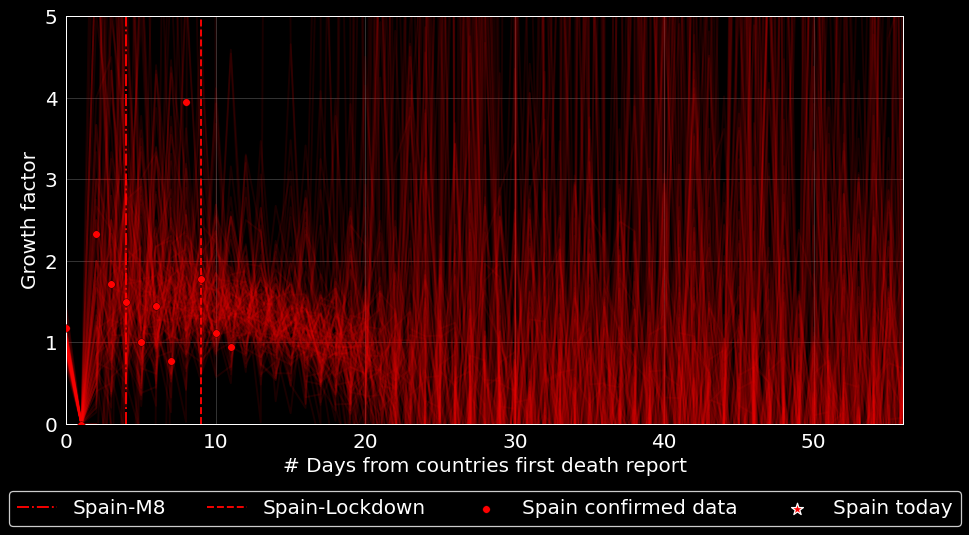 5
4
3
2
1
0
Growth factor
0 10 20 30 40 50
# Days from countries first death report
Spain-M8 Spain-Lockdown Spain confirmed data Spain today